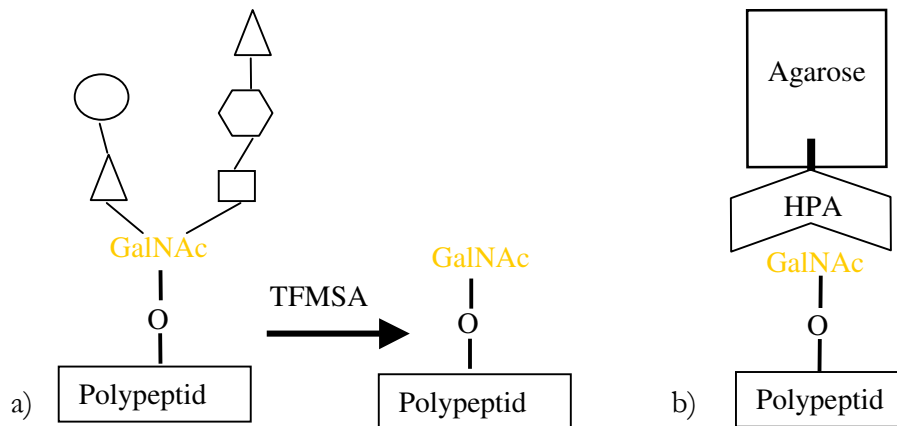 GalNAc
O
Polypeptid
a)
TFMSA
GalNAc
O
Polypeptid
Agarose
HPA
GalNAc
O
Polypeptid
b)